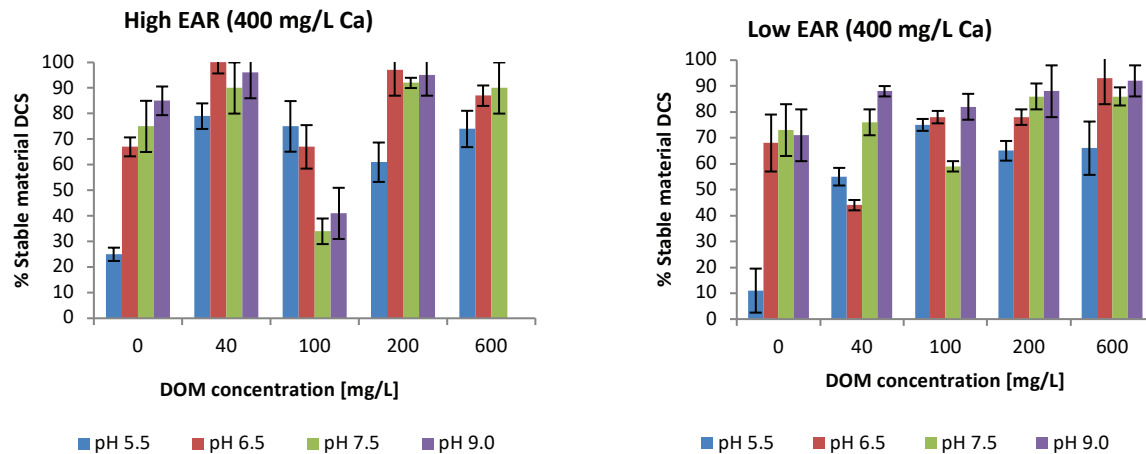 High EAR (400 mg/L Ca)
% Stable material DCS
100
90
80
70
60
50
40
30
20
10
0
0 40 100 200 600
DOM concentration [mg/L]
pH 5.5 pH 6.5 pH 7.5 pH 9.0
Low EAR (400 mg/L Ca)
% Stable material DCS
100
90
80
70
60
50
40
30
20
10
0
0 40 100 200 600
DOM concentration [mg/L]
pH 5.5 pH 6.5 pH 7.5 pH 9.0